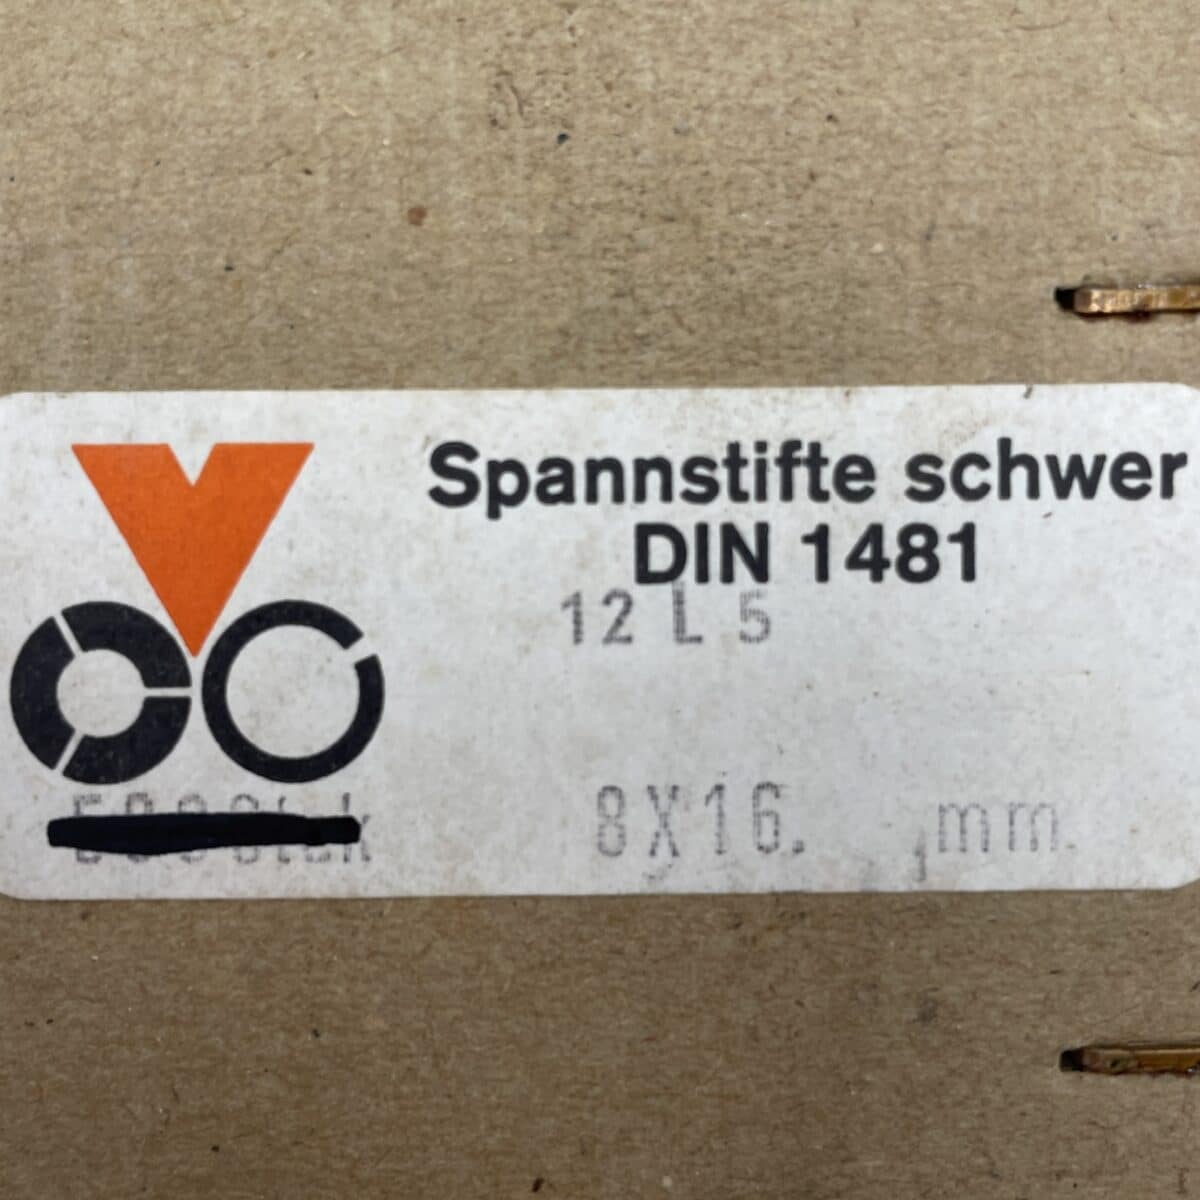 Spannstifte schwer
DIN 1481
12 L 5
8X16. mm.